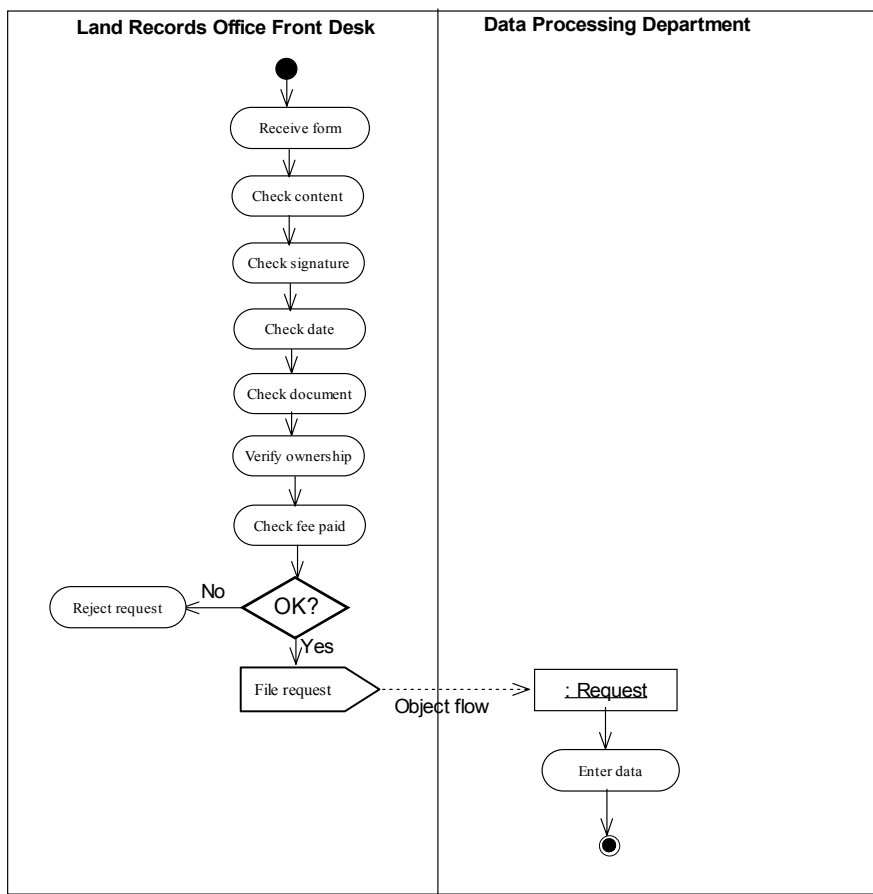 Land Records Office Front Desk
Data Processing Department
Receive form
Check content
Check signature
Check date
Check document
Verify ownership
Check fee paid
OK?
No
Reject request
Yes
File request
Object flow
: Request
Enter data